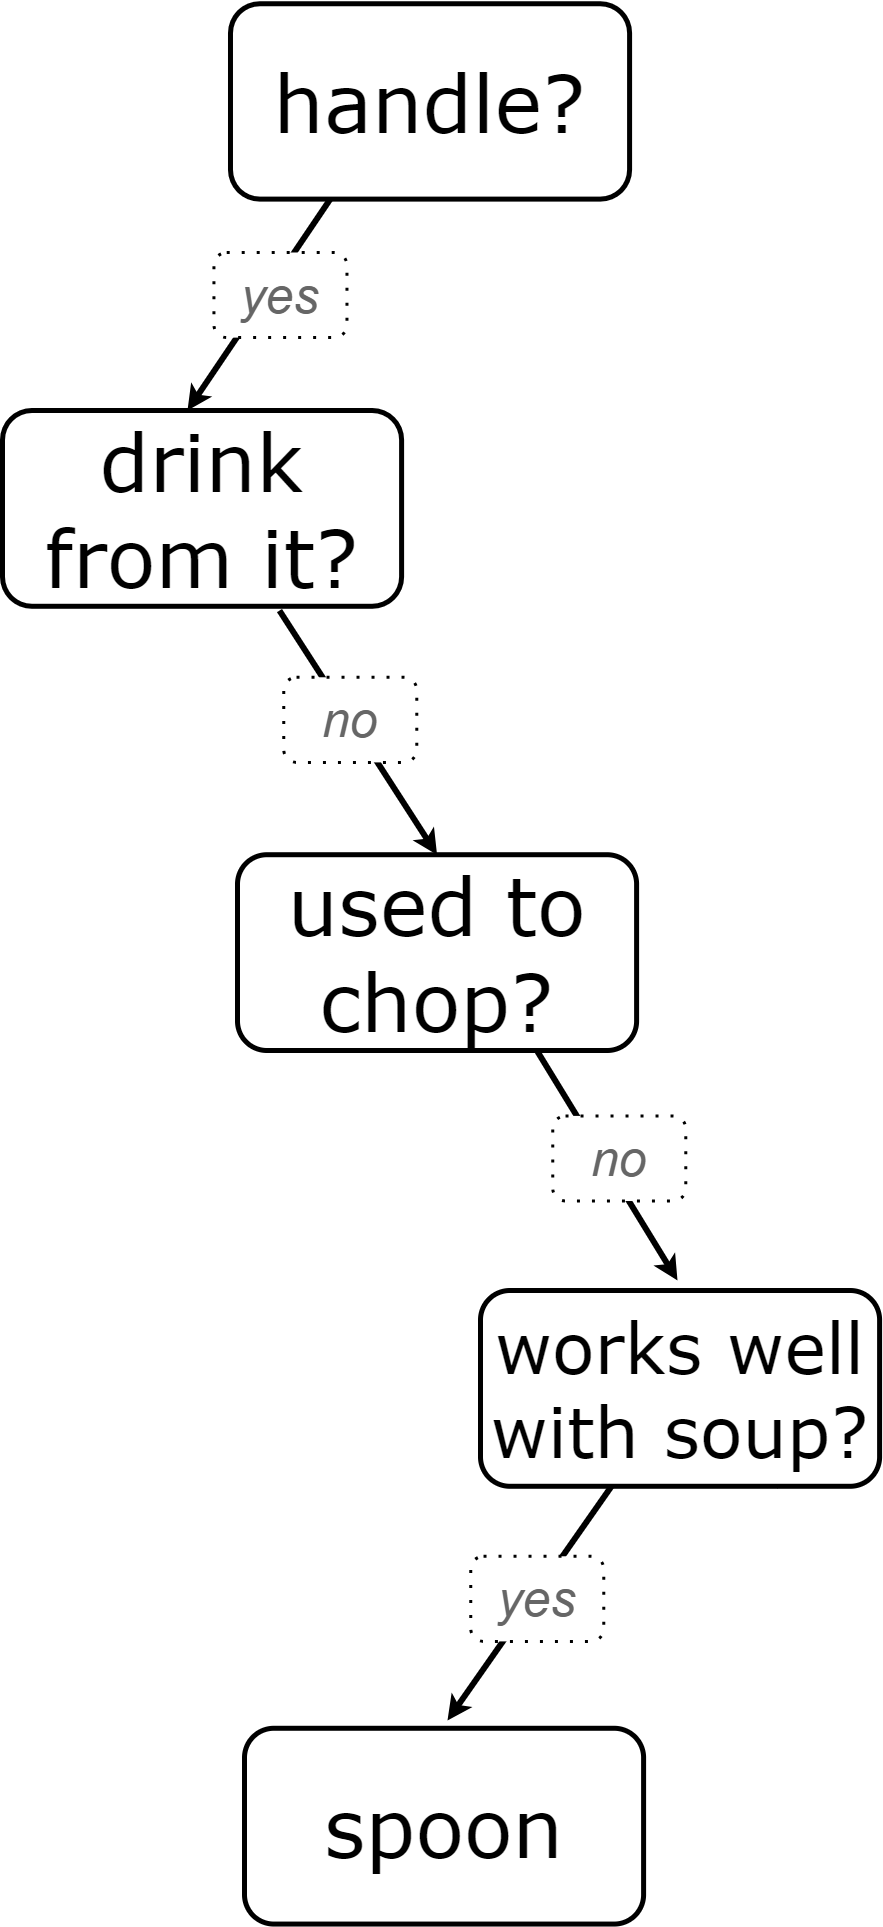 handle?
yes
drink
from it?
no
used to
chop?
no
works well
with soup?
yes
spoon